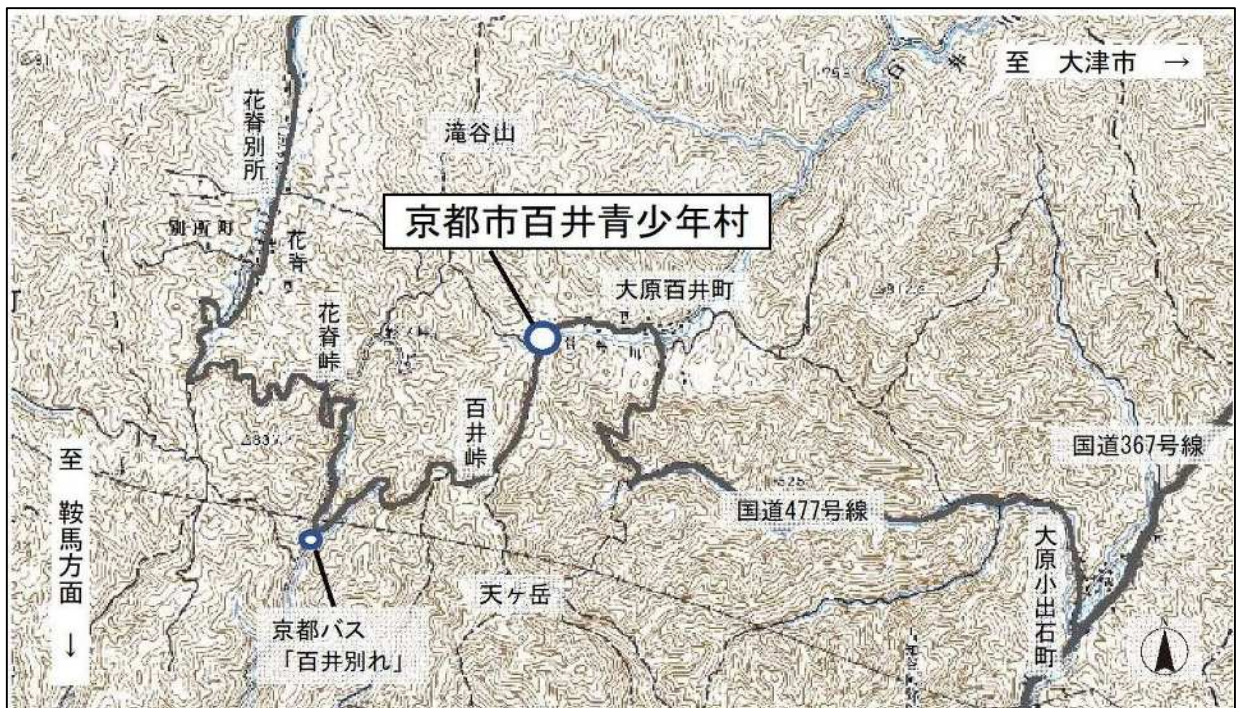 至 大津市 →
花脊別所
滝谷山
京都市百井青少年村
別所町
花脊
大原百井町
花脊峠
百井峠
国道367号線
国道477号線
至 鞍馬方面 ↓
大原小出石町
天ヶ岳
京都バス
「百井別れ」